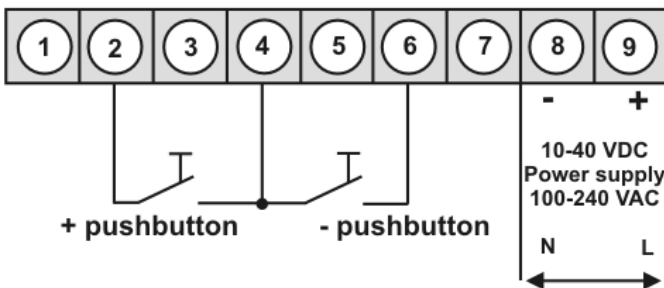 1 2 3 4 5 6 7 8 9
- +
10-40 VDC
Power supply
100-240 VAC
+ pushbutton - pushbutton
N L